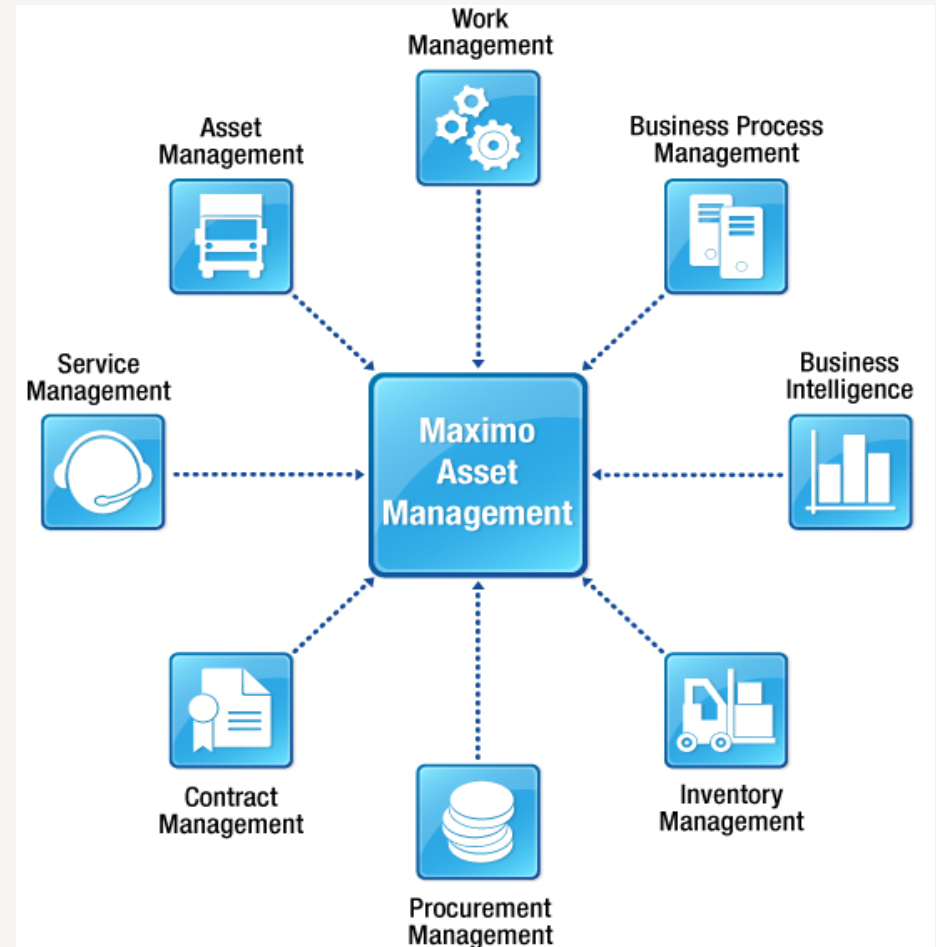 Work
Management
Asset
Management
Business Process
Management
Service
Management
Business
Intelligence
Maximo
Asset
Management
Contract
Management
Inventory
Management
Procurement
Management